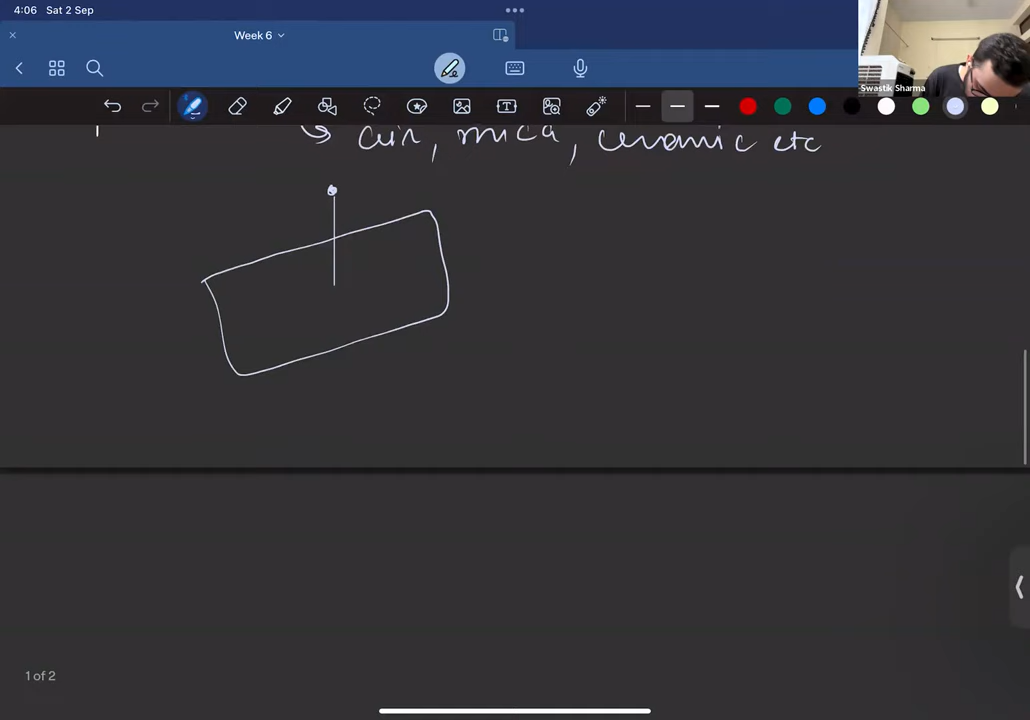 4:06 Sat 2 Sep
Week 6
Swastik Sharma
air, mica, ceramic etc
1 of 2